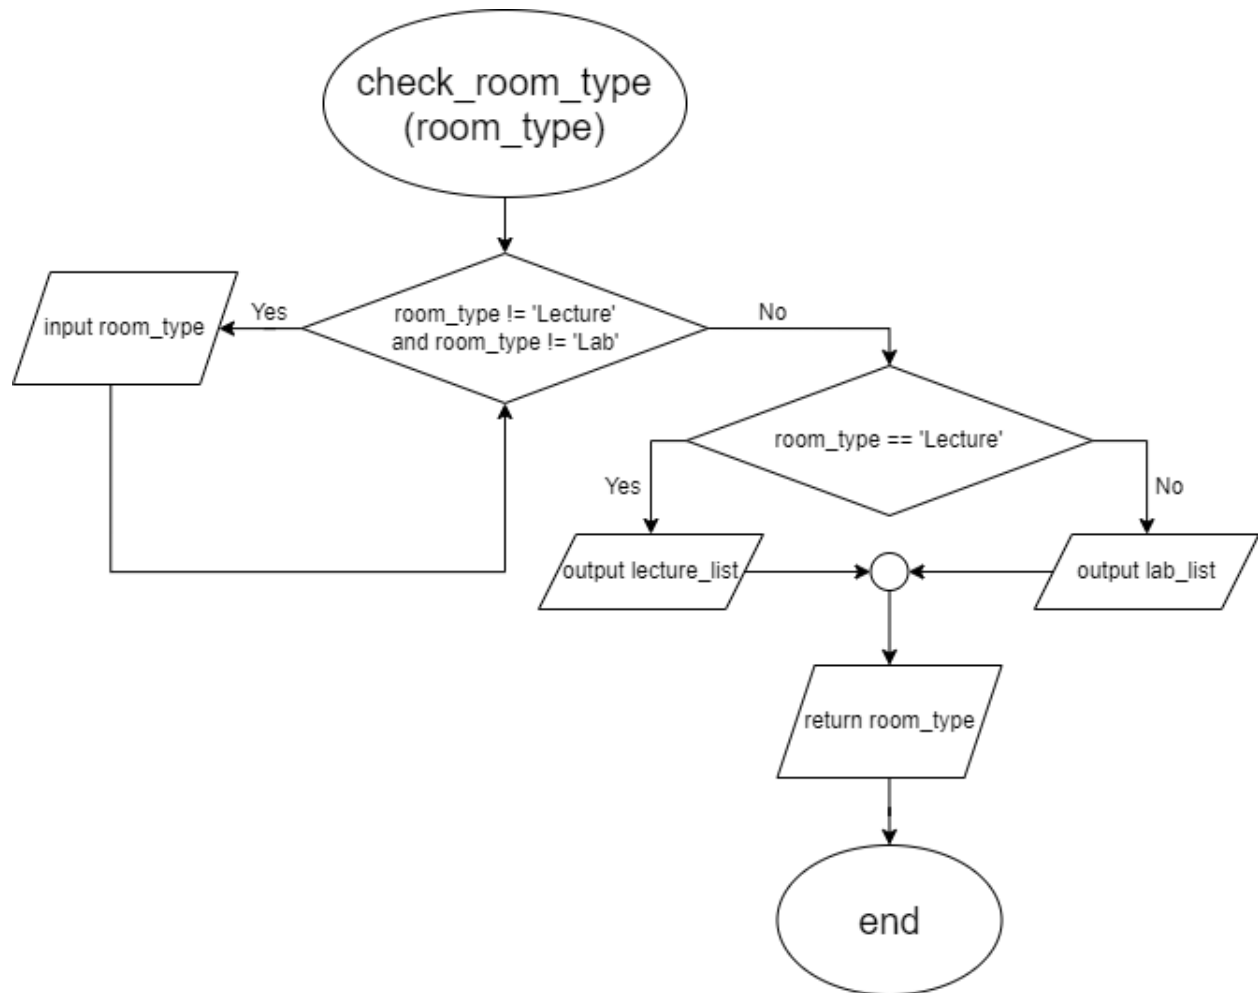 check_room_type
(room_type)
input room_type
Yes
room_type != 'Lecture'
and room_type != 'Lab'
No
room_type == 'Lecture'
Yes
No
output lecture_list
output lab_list
return room_type
end